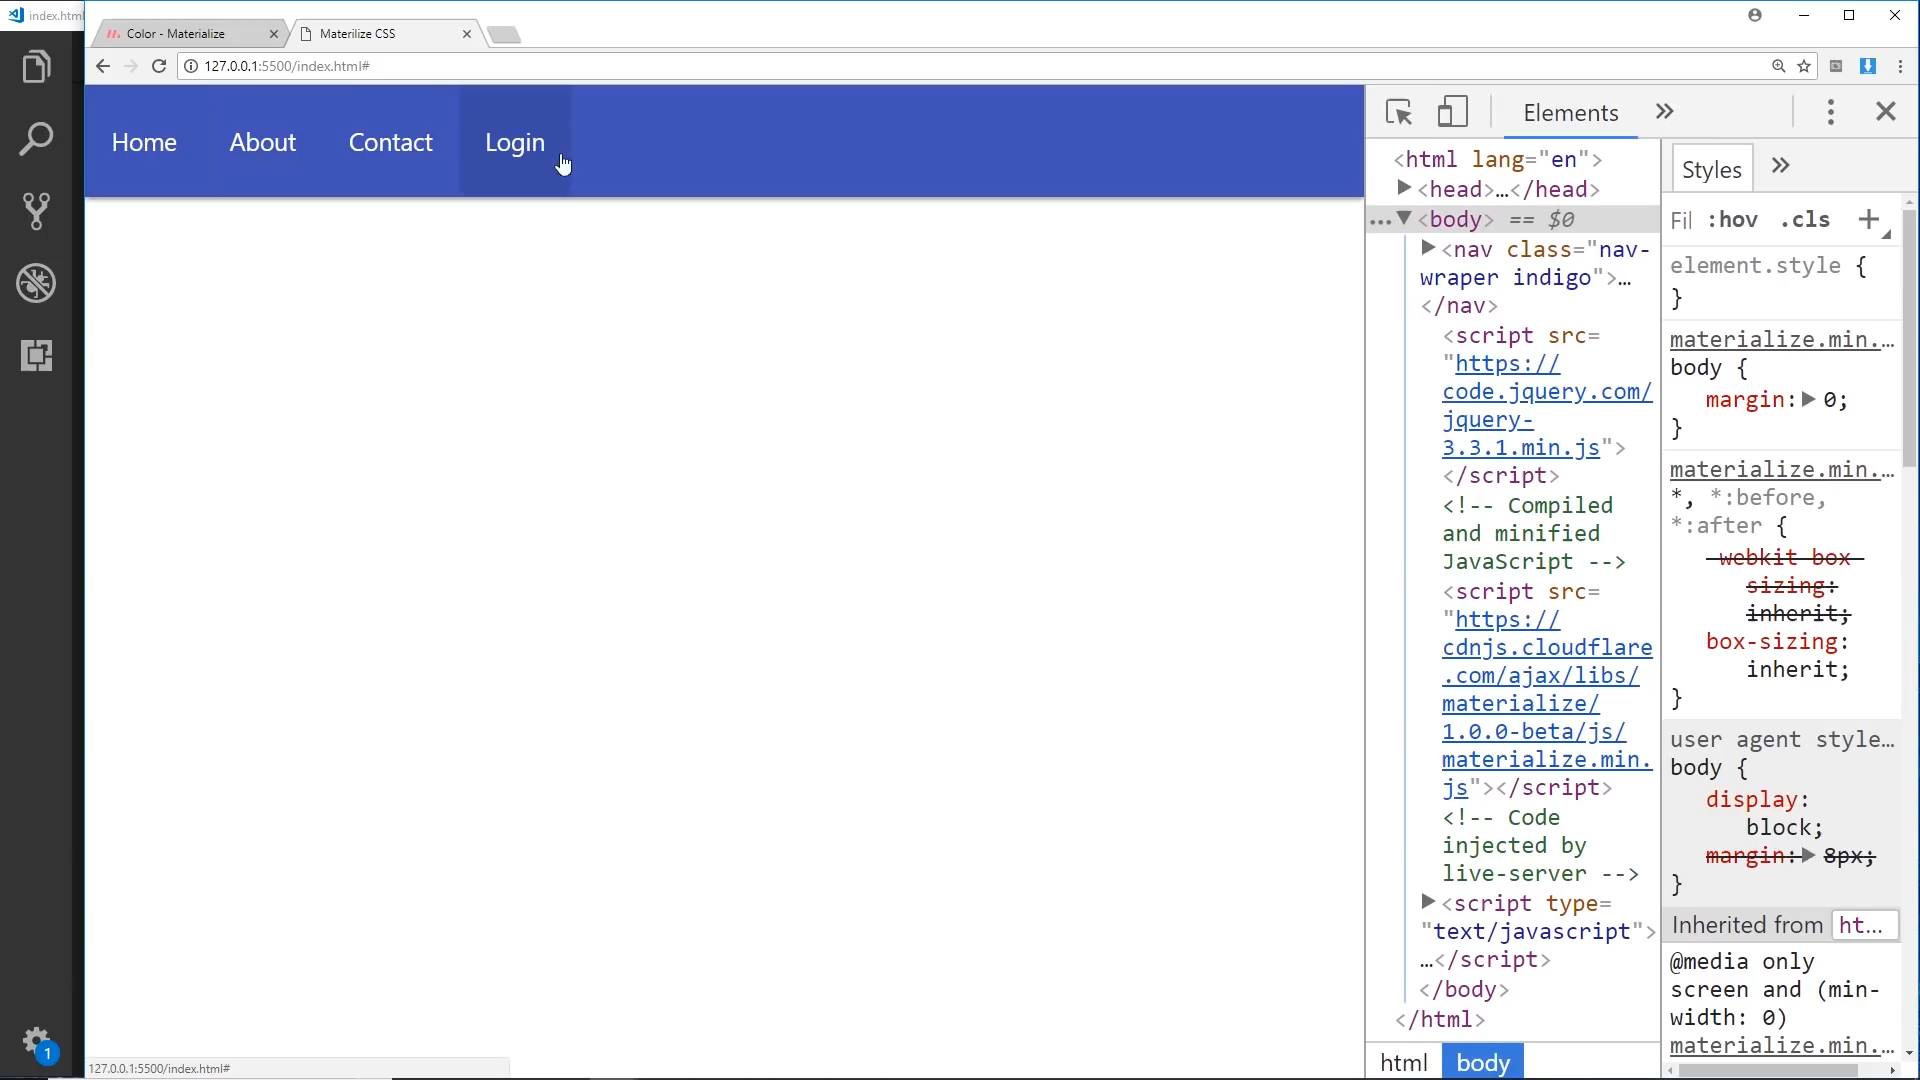 index.html
Color - Materialize
Materilize CSS
127.0.0.1:5500/index.html#
Home About Contact Login
Elements
<html lang="en">
<head>…</head>
<body> == $0
<nav class="nav-
wraper indigo">…
</nav>
<script src=
"https://
code.jquery.com/
jquery-
3.3.1.min.js">
</script>
<!-- Compiled
and minified
JavaScript -->
<script src=
"https://
cdnjs.cloudflare
.com/ajax/libs/
materialize/
1.0.0-beta/js/
materialize.min.
js"></script>
<!-- Code
injected by
live-server -->
<script type=
"text/javascript">
…</script>
</body>
</html>
html body
Styles
Fil :hov .cls
element.style {
}
materialize.min.…
body {
margin: 0;
}
materialize.min.…
*, *:before,
*:after {
-webkit-box-
sizing:
inherit;
box-sizing:
inherit;
}
user agent style…
body {
display:
block;
margin: 8px;
}
Inherited from ht…
@media only
screen and (min-
width: 0)
materialize.min.…
1
127.0.0.1:5500/index.html#